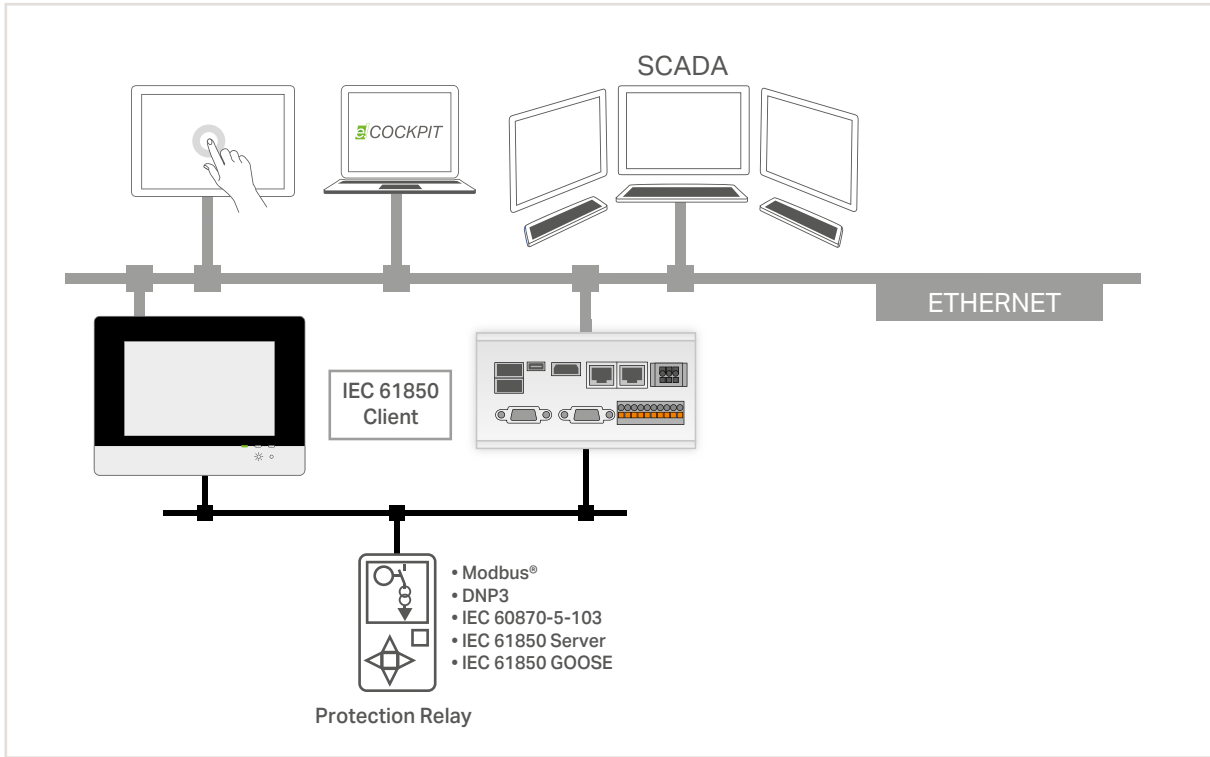 SCADA
e!COCKPIT
ETHERNET
IEC 61850
Client
• Modbus®
• DNP3
• IEC 60870-5-103
• IEC 61850 Server
• IEC 61850 GOOSE
Protection Relay